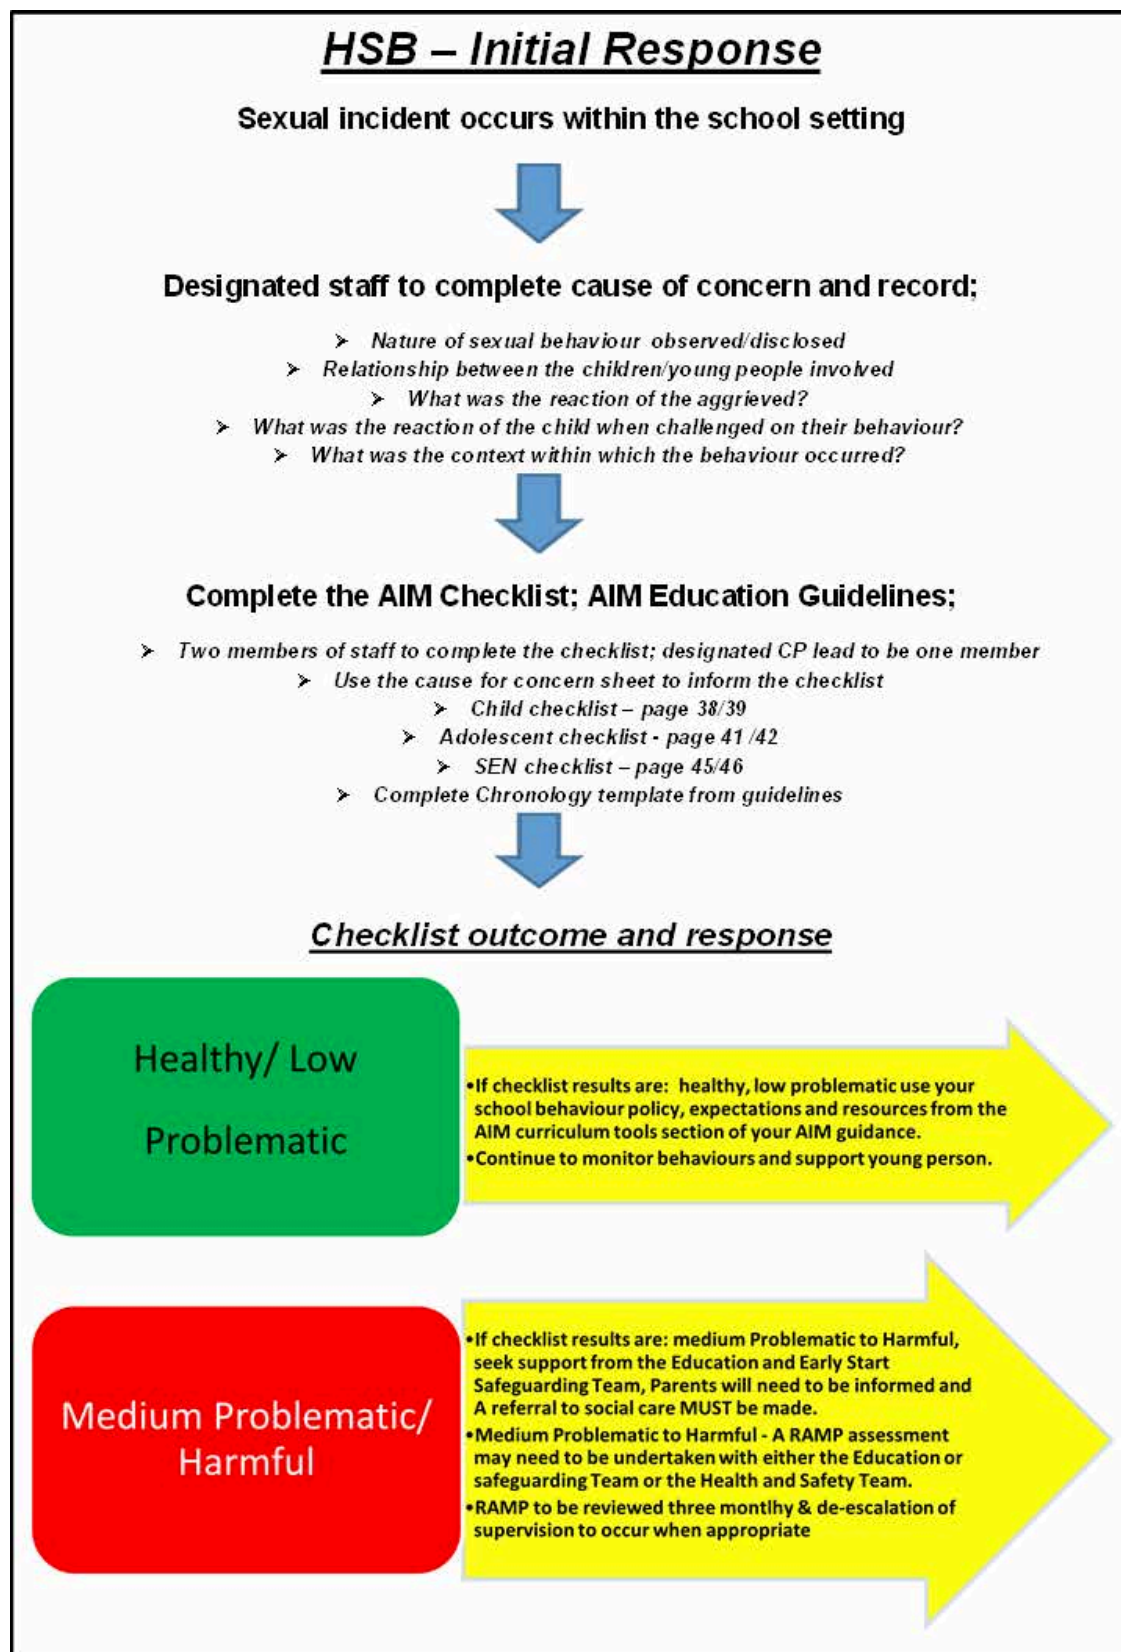 HSB – Initial Response
Sexual incident occurs within the school setting
Designated staff to complete cause of concern and record;
➢ Nature of sexual behaviour observed/disclosed
➢ Relationship between the children/young people involved
➢ What was the reaction of the aggrieved?
➢ What was the reaction of the child when challenged on their behaviour?
➢ What was the context within which the behaviour occurred?
Complete the AIM Checklist; AIM Education Guidelines;
➢ Two members of staff to complete the checklist; designated CP lead to be one member
➢ Use the cause for concern sheet to inform the checklist
➢ Child checklist – page 38/39
➢ Adolescent checklist - page 41 /42
➢ SEN checklist – page 45/46
➢ Complete Chronology template from guidelines
Checklist outcome and response
Healthy/ Low
Problematic
•If checklist results are: healthy, low problematic use your
school behaviour policy, expectations and resources from the
AIM curriculum tools section of your AIM guidance.
•Continue to monitor behaviours and support young person.
Medium Problematic/
Harmful
•If checklist results are: medium Problematic to Harmful,
seek support from the Education and Early Start
Safeguarding Team, Parents will need to be informed and
A referral to social care MUST be made.
•Medium Problematic to Harmful - A RAMP assessment
may need to be undertaken with either the Education or
safeguarding Team or the Health and Safety Team.
•RAMP to be reviewed three montlhy & de-escalation of
supervision to occur when appropriate